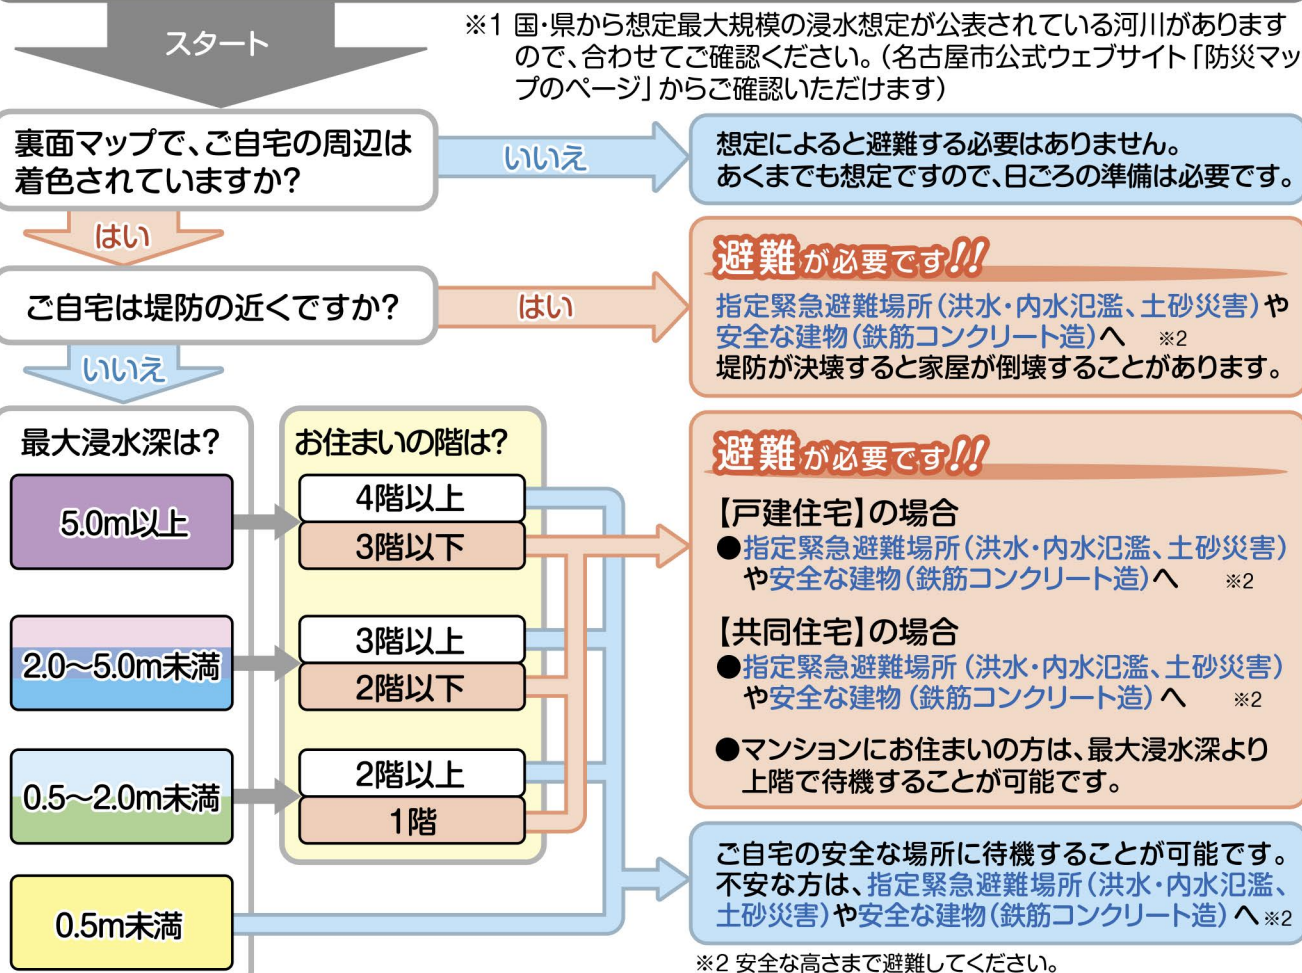 スタート
※1 国・県から想定最大規模の浸水想定が公表されている河川があります
ので、合わせてご確認ください。（名古屋市公式ウェブサイト「防災マッ
プのページ」からご確認いただけます）
裏面マップで、ご自宅の周辺は
着色されていますか？
いいえ
想定によると避難する必要はありません。
あくまでも想定ですので、日ごろの準備は必要です。
はい
ご自宅は堤防の近くですか？
はい
避難が必要です!!
指定緊急避難場所（洪水・内水氾濫、土砂災害）や
安全な建物（鉄筋コンクリート造）へ ※2
堤防が決壊すると家屋が倒壊することがあります。
いいえ
最大浸水深は？
お住まいの階は？
5.0m以上
4階以上
3階以下
2.0～5.0m未満
3階以上
2階以下
0.5～2.0m未満
2階以上
1階
0.5m未満
避難が必要です!!
【戸建住宅】の場合
●指定緊急避難場所（洪水・内水氾濫、土砂災害）
や安全な建物（鉄筋コンクリート造）へ ※2
【共同住宅】の場合
●指定緊急避難場所（洪水・内水氾濫、土砂災害）
や安全な建物（鉄筋コンクリート造）へ ※2
●マンションにお住まいの方は、最大浸水深より
上階で待機することが可能です。
ご自宅の安全な場所に待機することが可能です。
不安な方は、指定緊急避難場所（洪水・内水氾濫、
土砂災害）や安全な建物（鉄筋コンクリート造）へ※2
※2 安全な高さまで避難してください。